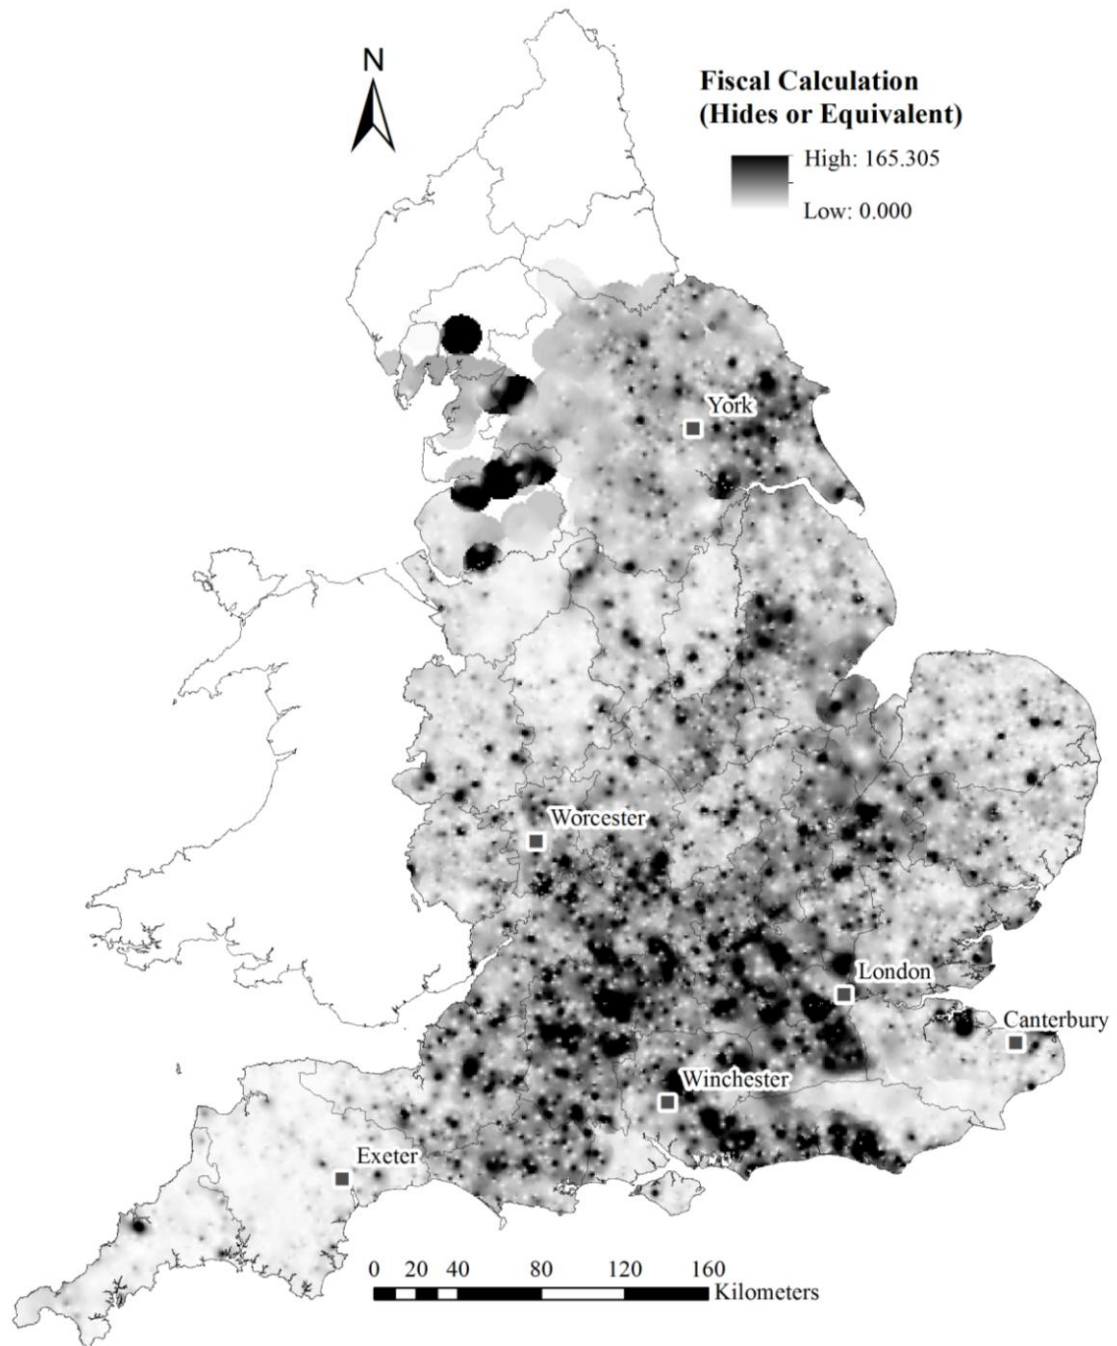 N
Fiscal Calculation
(Hides or Equivalent)
High: 165.305
Low: 0.000
York
Worcester
London
Canterbury
Winchester
Exeter
0 20 40 80 120 160
Kilometers